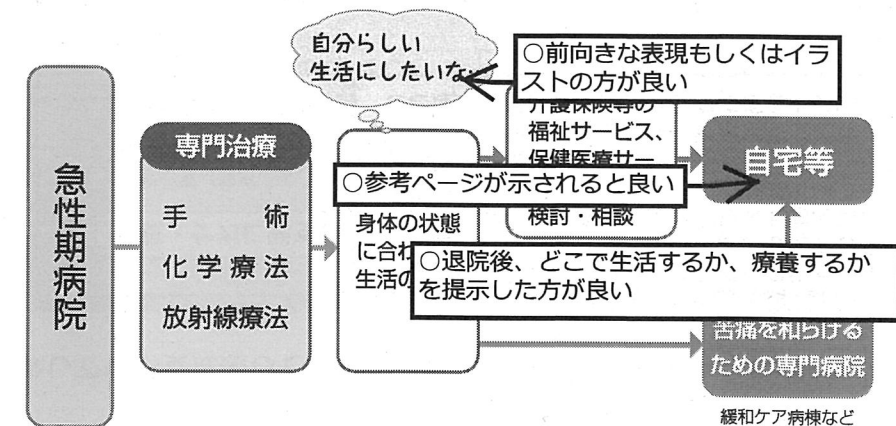 自分らしい
生活にしたいな
○前向きな表現もしくはイラ
ストの方が良い
急性期病院
専門治療
手術
化学療法
放射線療法
介護保険等の
福祉サービス、
保健医療サー
検討・相談
自宅等
○参考ページが示されると良い
身体の状態
に合わ
生活の
○退院後、どこで生活するか、療養するか
を提示した方が良い
苦痛を和らげる
ための専門病院
緩和ケア病棟など